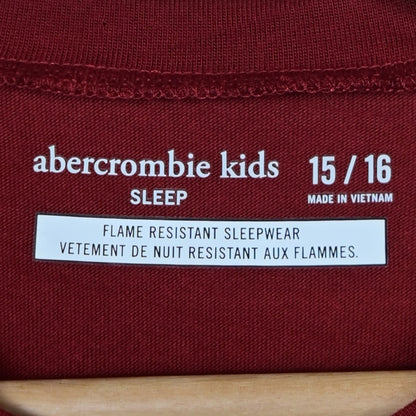 abercrombie kids 15 / 16
SLEEP MADE IN VIETNAM
FLAME RESISTANT SLEEPWEAR
VETEMENT DE NUIT RESISTANT AUX FLAMMES.